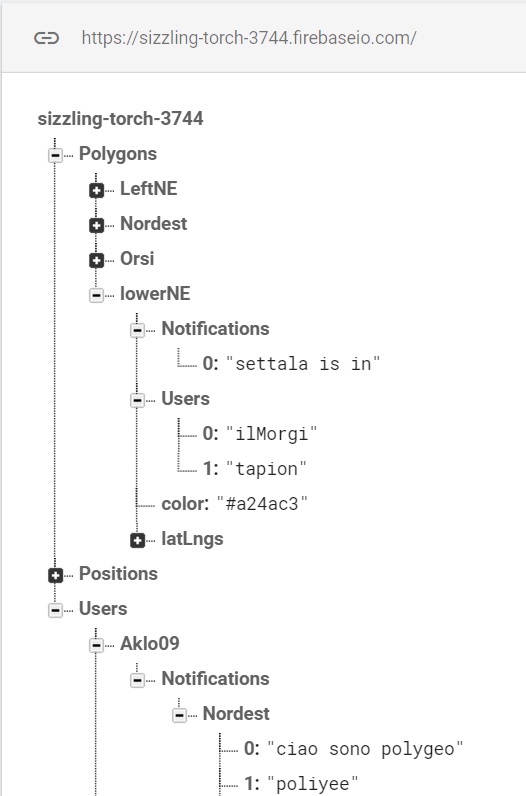 https://sizzling-torch-3744.firebaseio.com/
sizzling-torch-3744
Polygons
LeftNE
Nordest
Orsi
lowerNE
Notifications
0: "settala is in"
Users
0: "ilMorgi"
1: "tapion"
color: "#a24ac3"
latLngs
Positions
Users
Aklo09
Notifications
Nordest
0: "ciao sono polygeo"
1: "poliyee"